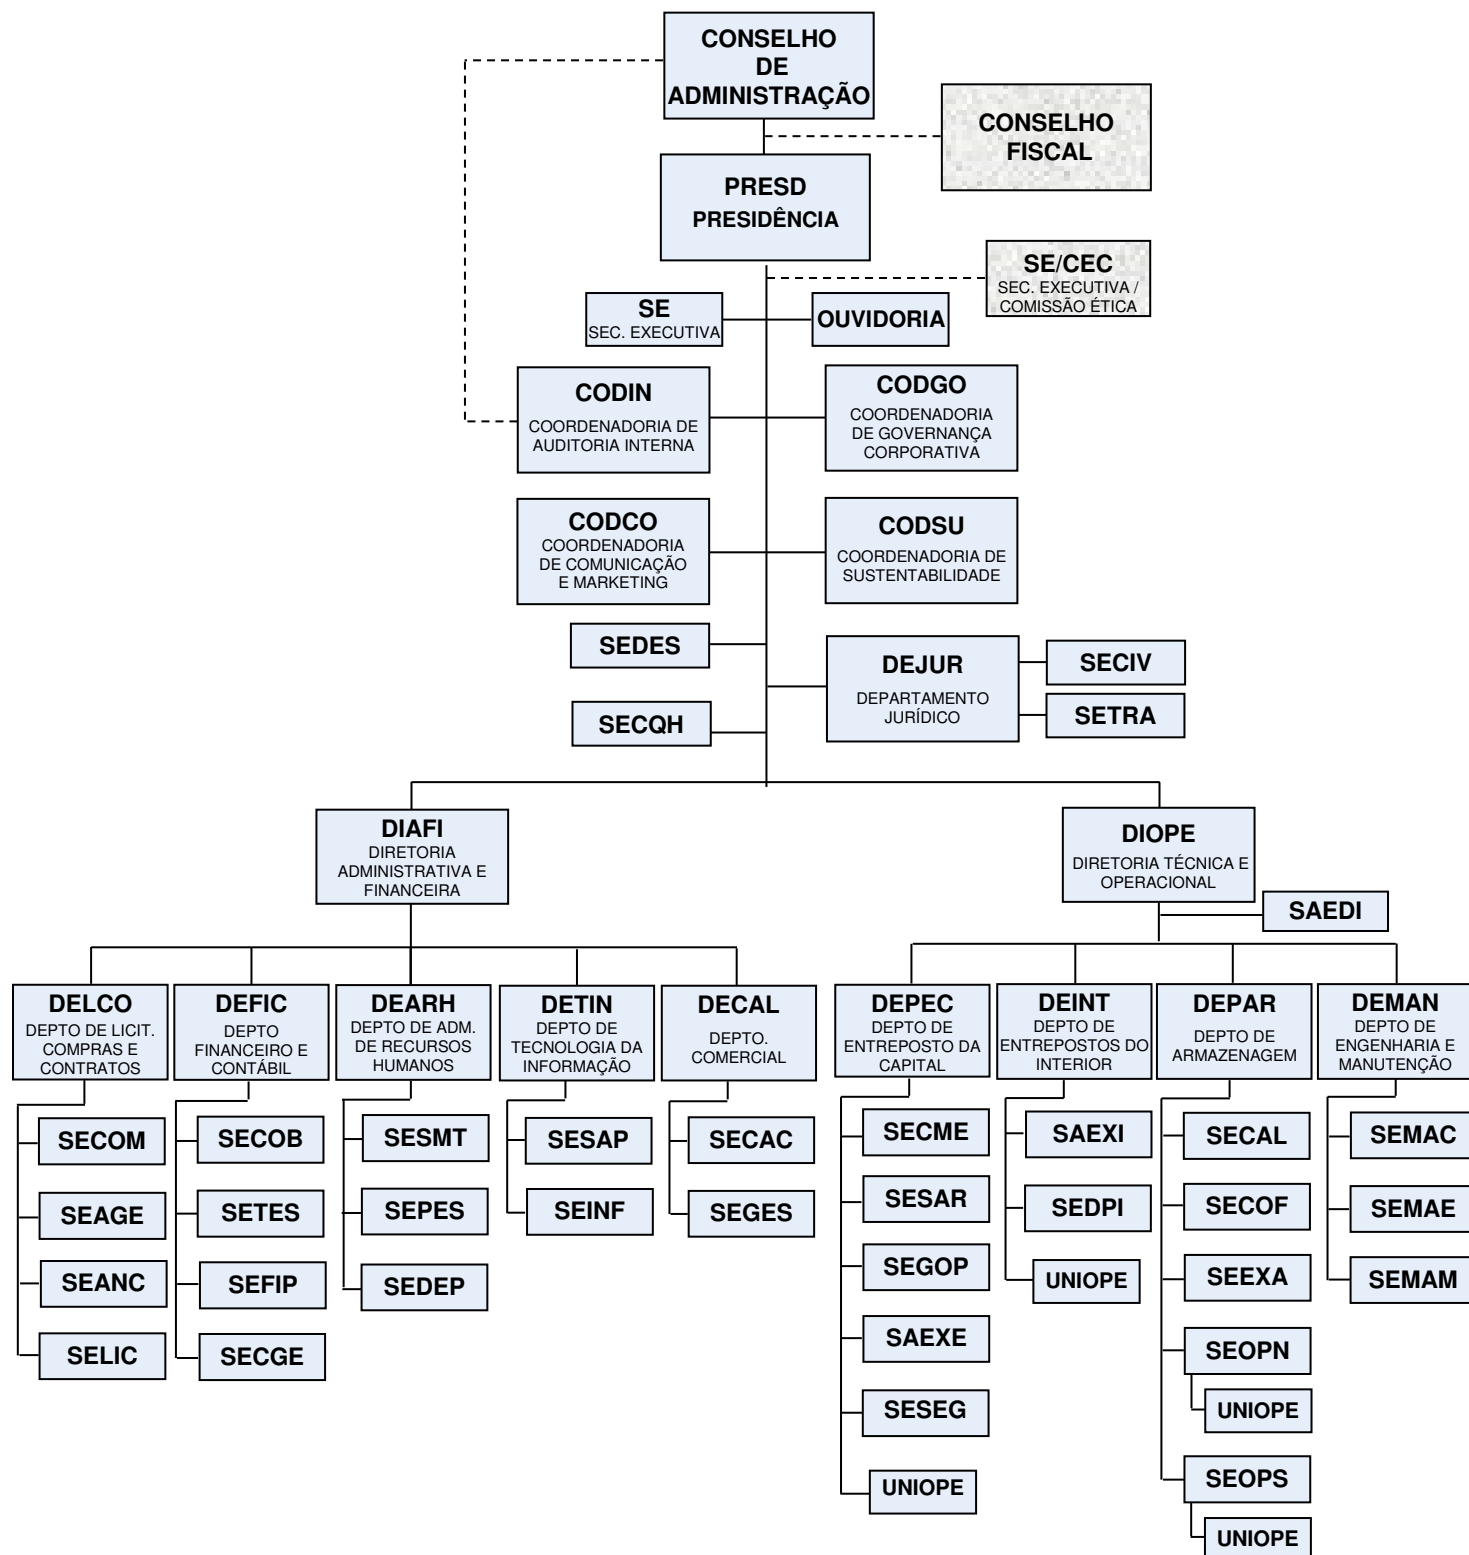 CONSELHO
DE
ADMINISTRAÇÃO
CONSELHO
FISCAL
PRESD
PRESIDÊNCIA
SE/CEC
SEC. EXECUTIVA /
COMISSÃO ÉTICA
SE
SEC. EXECUTIVA
OUVIDORIA
CODIN
COORDENADORIA DE
AUDITORIA INTERNA
CODGO
COORDENADORIA
DE GOVERNANÇA
CORPORATIVA
CODCO
COORDENADORIA
DE COMUNICAÇÃO
E MARKETING
CODSU
COORDENADORIA DE
SUSTENTABILIDADE
SEDES
DEJUR
DEPARTAMENTO
JURÍDICO
SECIV
SETRA
SECQH
DIAFI
DIRETORIA
ADMINISTRATIVA E
FINANCEIRA
DIOPE
DIRETORIA TÉCNICA E
OPERACIONAL
SAEDI
DELCO
DEPTO DE LICIT.
COMPRAS E
CONTRATOS
DEFIC
DEPTO
FINANCEIRO E
CONTÁBIL
DEARH
DEPTO DE ADM.
DE RECURSOS
HUMANOS
DETIN
DEPTO DE
TECNOLOGIA DA
INFORMAÇÃO
DECAL
DEPTO.
COMERCIAL
DEPEC
DEPTO DE
ENTREPOSTO DA
CAPITAL
DEINT
DEPTO DE
ENTREPOSTOS DO
INTERIOR
DEPAR
DEPTO DE
ARMAZENAGEM
DEMAN
DEPTO DE
ENGENHARIA E
MANUTENÇÃO
SECOM
SEAGE
SEANC
SELIC
SECOB
SETES
SEFIP
SECGE
SESMT
SEPES
SEDEP
SESAP
SEINF
SECAC
SEGES
SECME
SESAR
SEGOP
SAEXE
SESEG
UNIOPE
SAEXI
SEDPI
UNIOPE
SECAL
SECOF
SEEXA
SEOPN
UNIOPE
SEOPS
UNIOPE
SEMAC
SEMAE
SEMAM